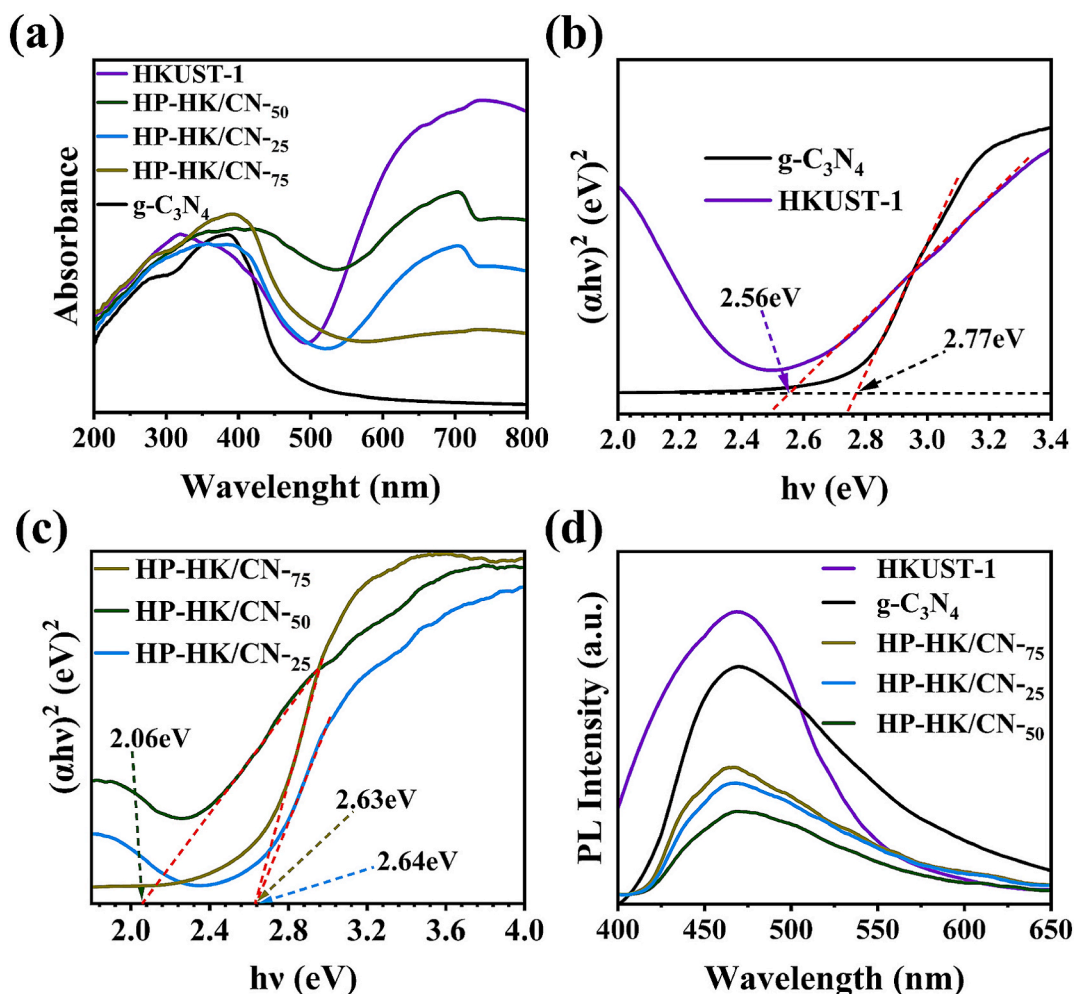 (a)
HKUST-1
HP-HK/CN-₅₀
HP-HK/CN-₂₅
HP-HK/CN-₇₅
g-C₃N₄
Absorbance
200 300 400 500 600 700 800
Wavelenght (nm)
(b)
g-C₃N₄
HKUST-1
2.56eV
2.77eV
(αhν)² (eV)²
2.0 2.2 2.4 2.6 2.8 3.0 3.2 3.4
hν (eV)
(c)
HP-HK/CN-₇₅
HP-HK/CN-₅₀
HP-HK/CN-₂₅
2.06eV
2.63eV
2.64eV
(αhν)² (eV)²
2.0 2.4 2.8 3.2 3.6 4.0
hν (eV)
(d)
HKUST-1
g-C₃N₄
HP-HK/CN-₇₅
HP-HK/CN-₂₅
HP-HK/CN-₅₀
PL Intensity (a.u.)
400 450 500 550 600 650
Wavelength (nm)